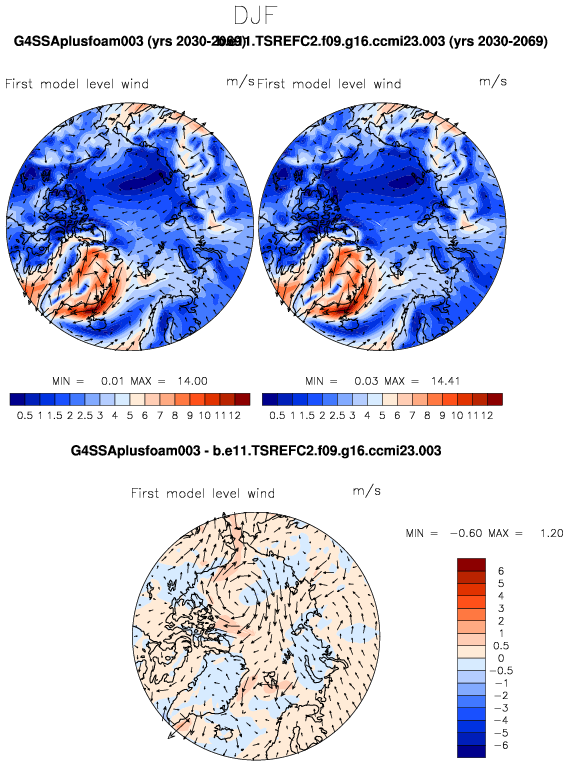 DJF
G4SSAplusfoam003 (yrs 2030-2069)
b.e11.TSREFC2.f09.g16.ccmi23.003 (yrs 2030-2069)
First model level wind m/s
First model level wind m/s
MIN = 0.01 MAX = 14.00
MIN = 0.03 MAX = 14.41
0.5 1 1.5 2 2.5 3 4 5 6 7 8 9 10 11 12
0.5 1 1.5 2 2.5 3 4 5 6 7 8 9 10 11 12
G4SSAplusfoam003 - b.e11.TSREFC2.f09.g16.ccmi23.003
First model level wind m/s
MIN = -0.60 MAX = 1.20
6
5
4
3
2
1
0.5
0
-0.5
-1
-2
-3
-4
-5
-6